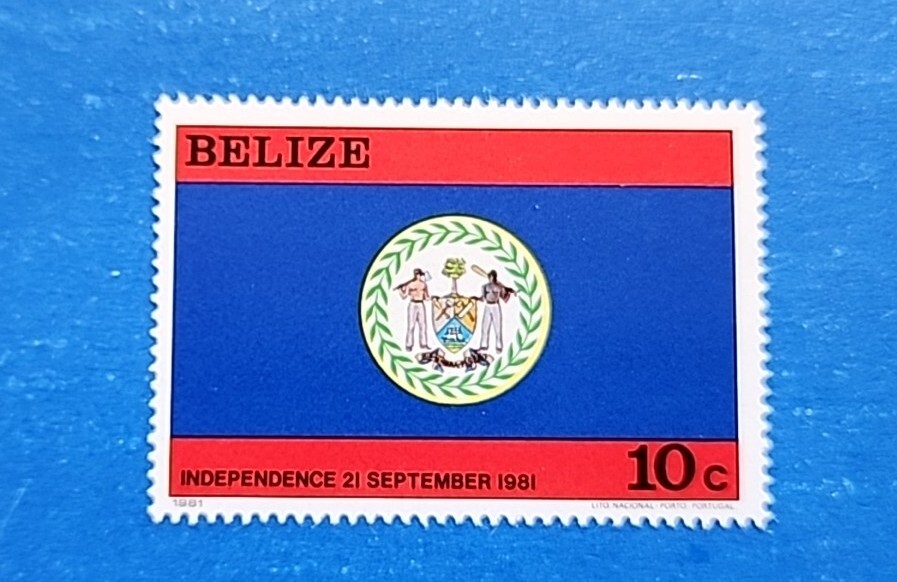 BELIZE
INDEPENDENCE 21 SEPTEMBER 1981
10c
1981
LITO NACIONAL-PORTO-PORTUGAL